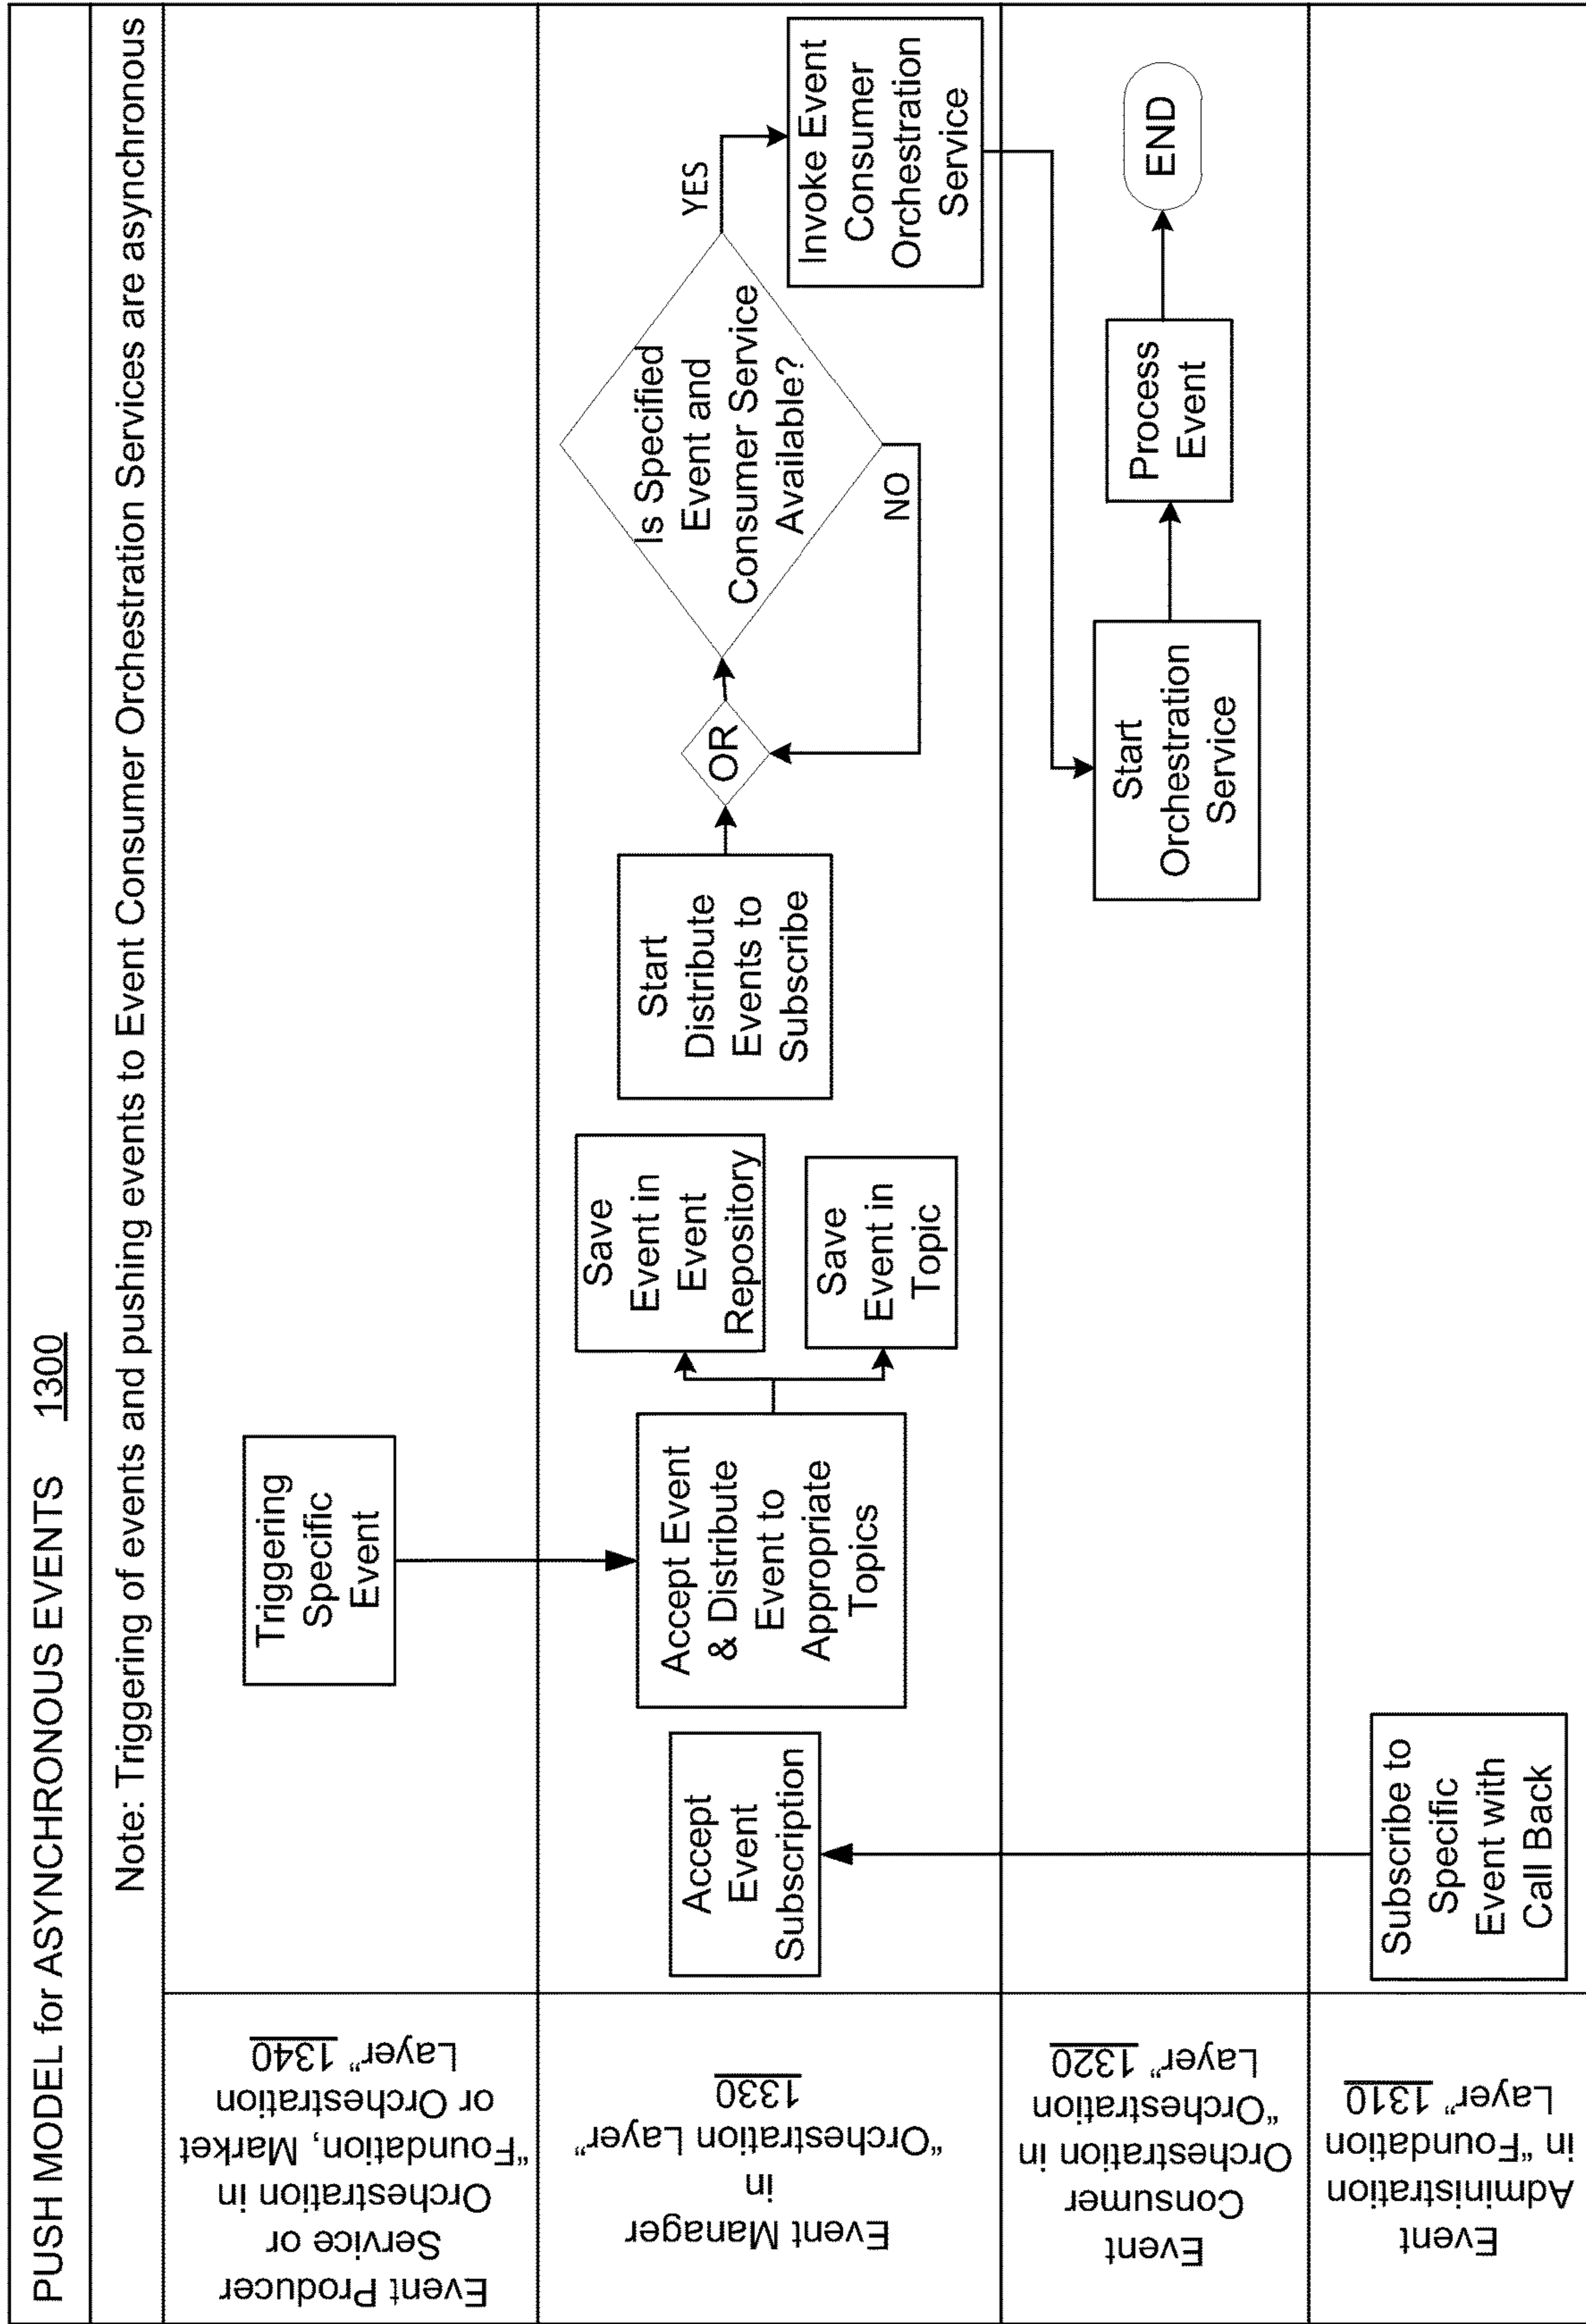 PUSH MODEL for ASYNCHRONOUS EVENTS 1300
Note: Triggering of events and pushing events to Event Consumer Orchestration Services are asynchronous
Event Producer
Service or
Orchestration in
“Foundation, Market
or Orchestration
Layer” 1340
Triggering
Specific
Event
Event Manager
in
“Orchestration Layer”
1330
Accept
Event
Subscription
Accept Event
& Distribute
Event to
Appropriate
Topics
Save
Event in
Event
Repository
Save
Event in
Topic
Start
Distribute
Events to
Subscribe
OR
Is Specified
Event and
Consumer Service
Available?
YES
NO
Invoke Event
Consumer
Orchestration
Service
Event
Consumer
Orchestration in
“Orchestration
Layer” 1320
Start
Orchestration
Service
Process
Event
END
Event
Administration
in “Foundation
Layer” 1310
Subscribe to
Specific
Event with
Call Back